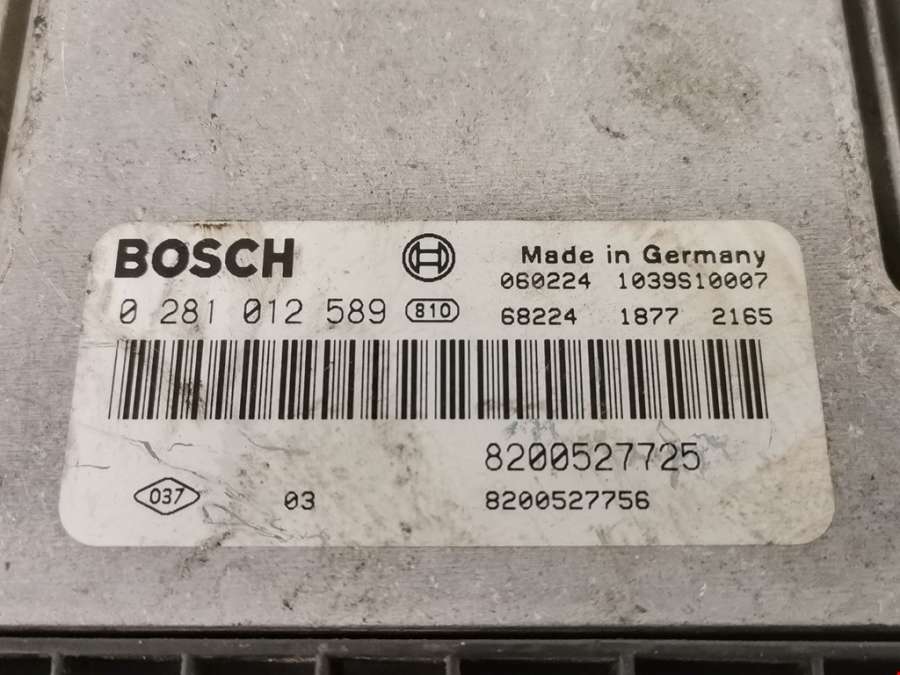 BOSCH
Made in Germany
060224 1039S10007
0 281 012 589 810
68224 1877 2165
8200527725
037 03 8200527756